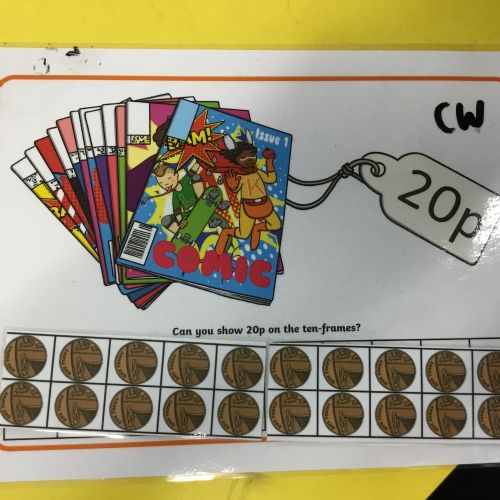 CW
BAM!
Issue 1
COMIC
20p
Can you show 20p on the ten-frames?